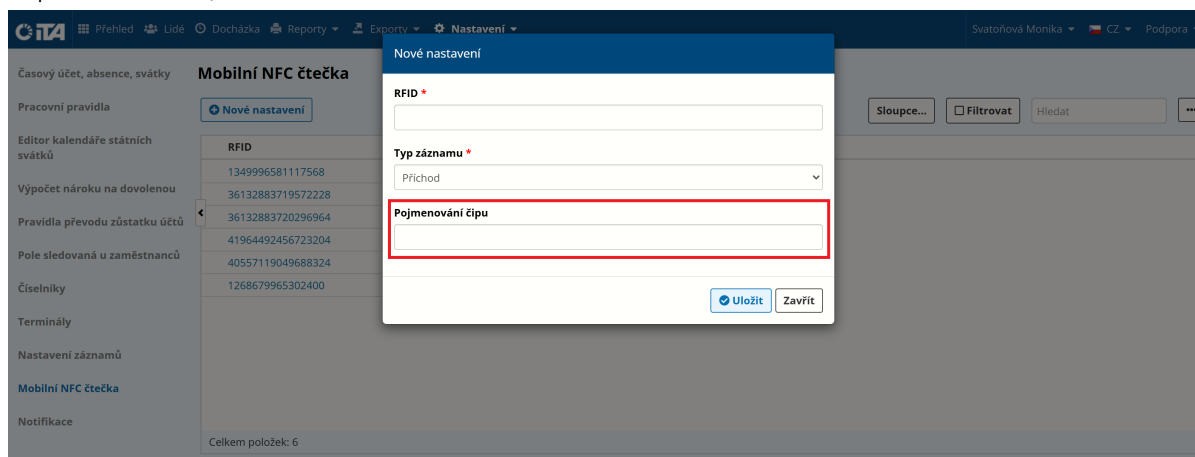 iTA Přehled Lidé Docházka Reporty Exporty Nastavení Svatoňová Monika CZ Podpora
Nové nastavení
Časový účet, absence, svátky
Pracovní pravidla
Editor kalendáře státních
svátků
Výpočet nároku na dovolenou
Pravidla převodu zůstatku účtů
Pole sledovaná u zaměstnanců
Číselníky
Terminály
Nastavení záznamů
Mobilní NFC čtečka
Notifikace
Mobilní NFC čtečka
Nové nastavení
Sloupce... Filtrovat Hledat
RFID
1349996581117568
36132883719572228
36132883720296964
41964492456723204
40557119049688324
1268679965302400
Celkem položek: 6
RFID *
Typ záznamu *
Příchod
Pojmenování čipu
Uložit Zavřít